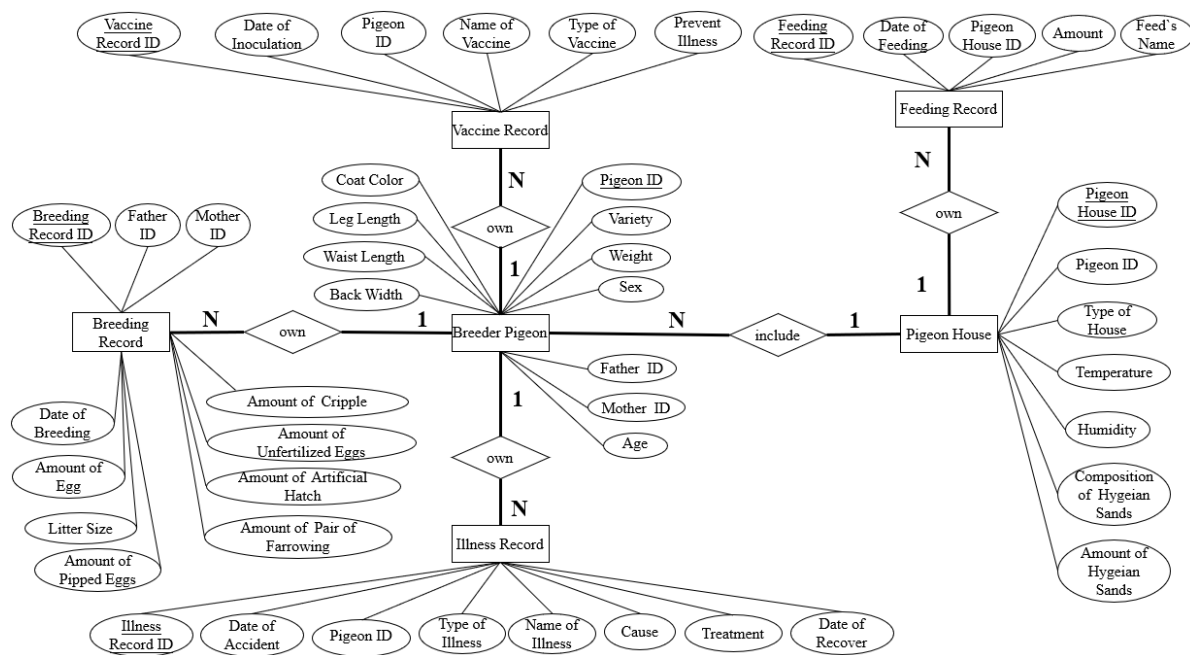 Vaccine
Record ID
Date of
Inoculation
Pigeon
ID
Name of
Vaccine
Type of
Vaccine
Prevent
Illness
Feeding
Record ID
Date of
Feeding
Pigeon
House ID
Amount
Feed`s
Name
Vaccine Record
Feeding Record
N
N
Coat Color
Pigeon ID
Leg Length
Variety
own
own
Waist Length
Weight
Back Width
Sex
1
1
Breeding
Record ID
Father
ID
Mother
ID
Pigeon
House ID
Pigeon ID
Type of
House
Temperature
Humidity
Composition
of Hygeian
Sands
Amount of
Hygeian
Sands
Breeding
Record
N
own
1
Breeder Pigeon
N
include
1
Pigeon House
Father ID
Mother ID
Age
1
own
N
Amount of Cripple
Amount of
Unfertilized Eggs
Amount of Artificial
Hatch
Amount of Pair of
Farrowing
Date of
Breeding
Amount of
Egg
Litter Size
Amount of
Pipped Eggs
Illness Record
Illness
Record ID
Date of
Accident
Pigeon ID
Type of
Illness
Name of
Illness
Cause
Treatment
Date of
Recover